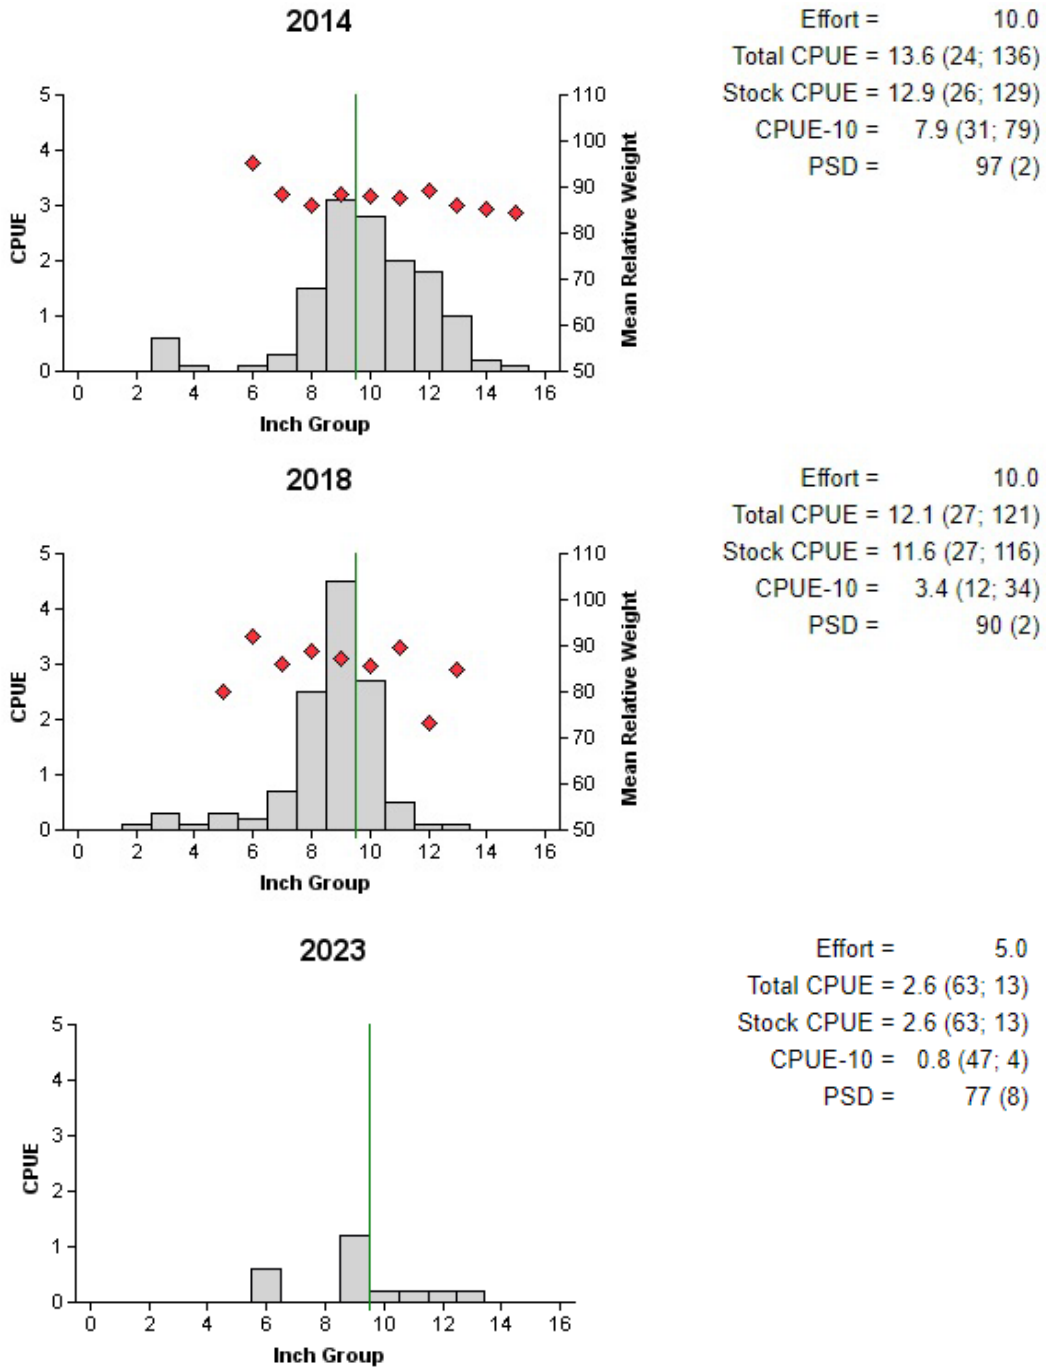 2014
Effort = 10.0
Total CPUE = 13.6 (24; 136)
Stock CPUE = 12.9 (26; 129)
CPUE-10 = 7.9 (31; 79)
PSD = 97 (2)
5 110
4 100
90
3 80
2 70
1 60
0 50
CPUE
Mean Relative Weight
0 2 4 6 8 10 12 14 16
Inch Group
2018
Effort = 10.0
Total CPUE = 12.1 (27; 121)
Stock CPUE = 11.6 (27; 116)
CPUE-10 = 3.4 (12; 34)
PSD = 90 (2)
5 110
4 100
90
3 80
2 70
1 60
0 50
CPUE
Mean Relative Weight
0 2 4 6 8 10 12 14 16
Inch Group
2023
Effort = 5.0
Total CPUE = 2.6 (63; 13)
Stock CPUE = 2.6 (63; 13)
CPUE-10 = 0.8 (47; 4)
PSD = 77 (8)
5
4
3
2
1
0
CPUE
0 2 4 6 8 10 12 14 16
Inch Group